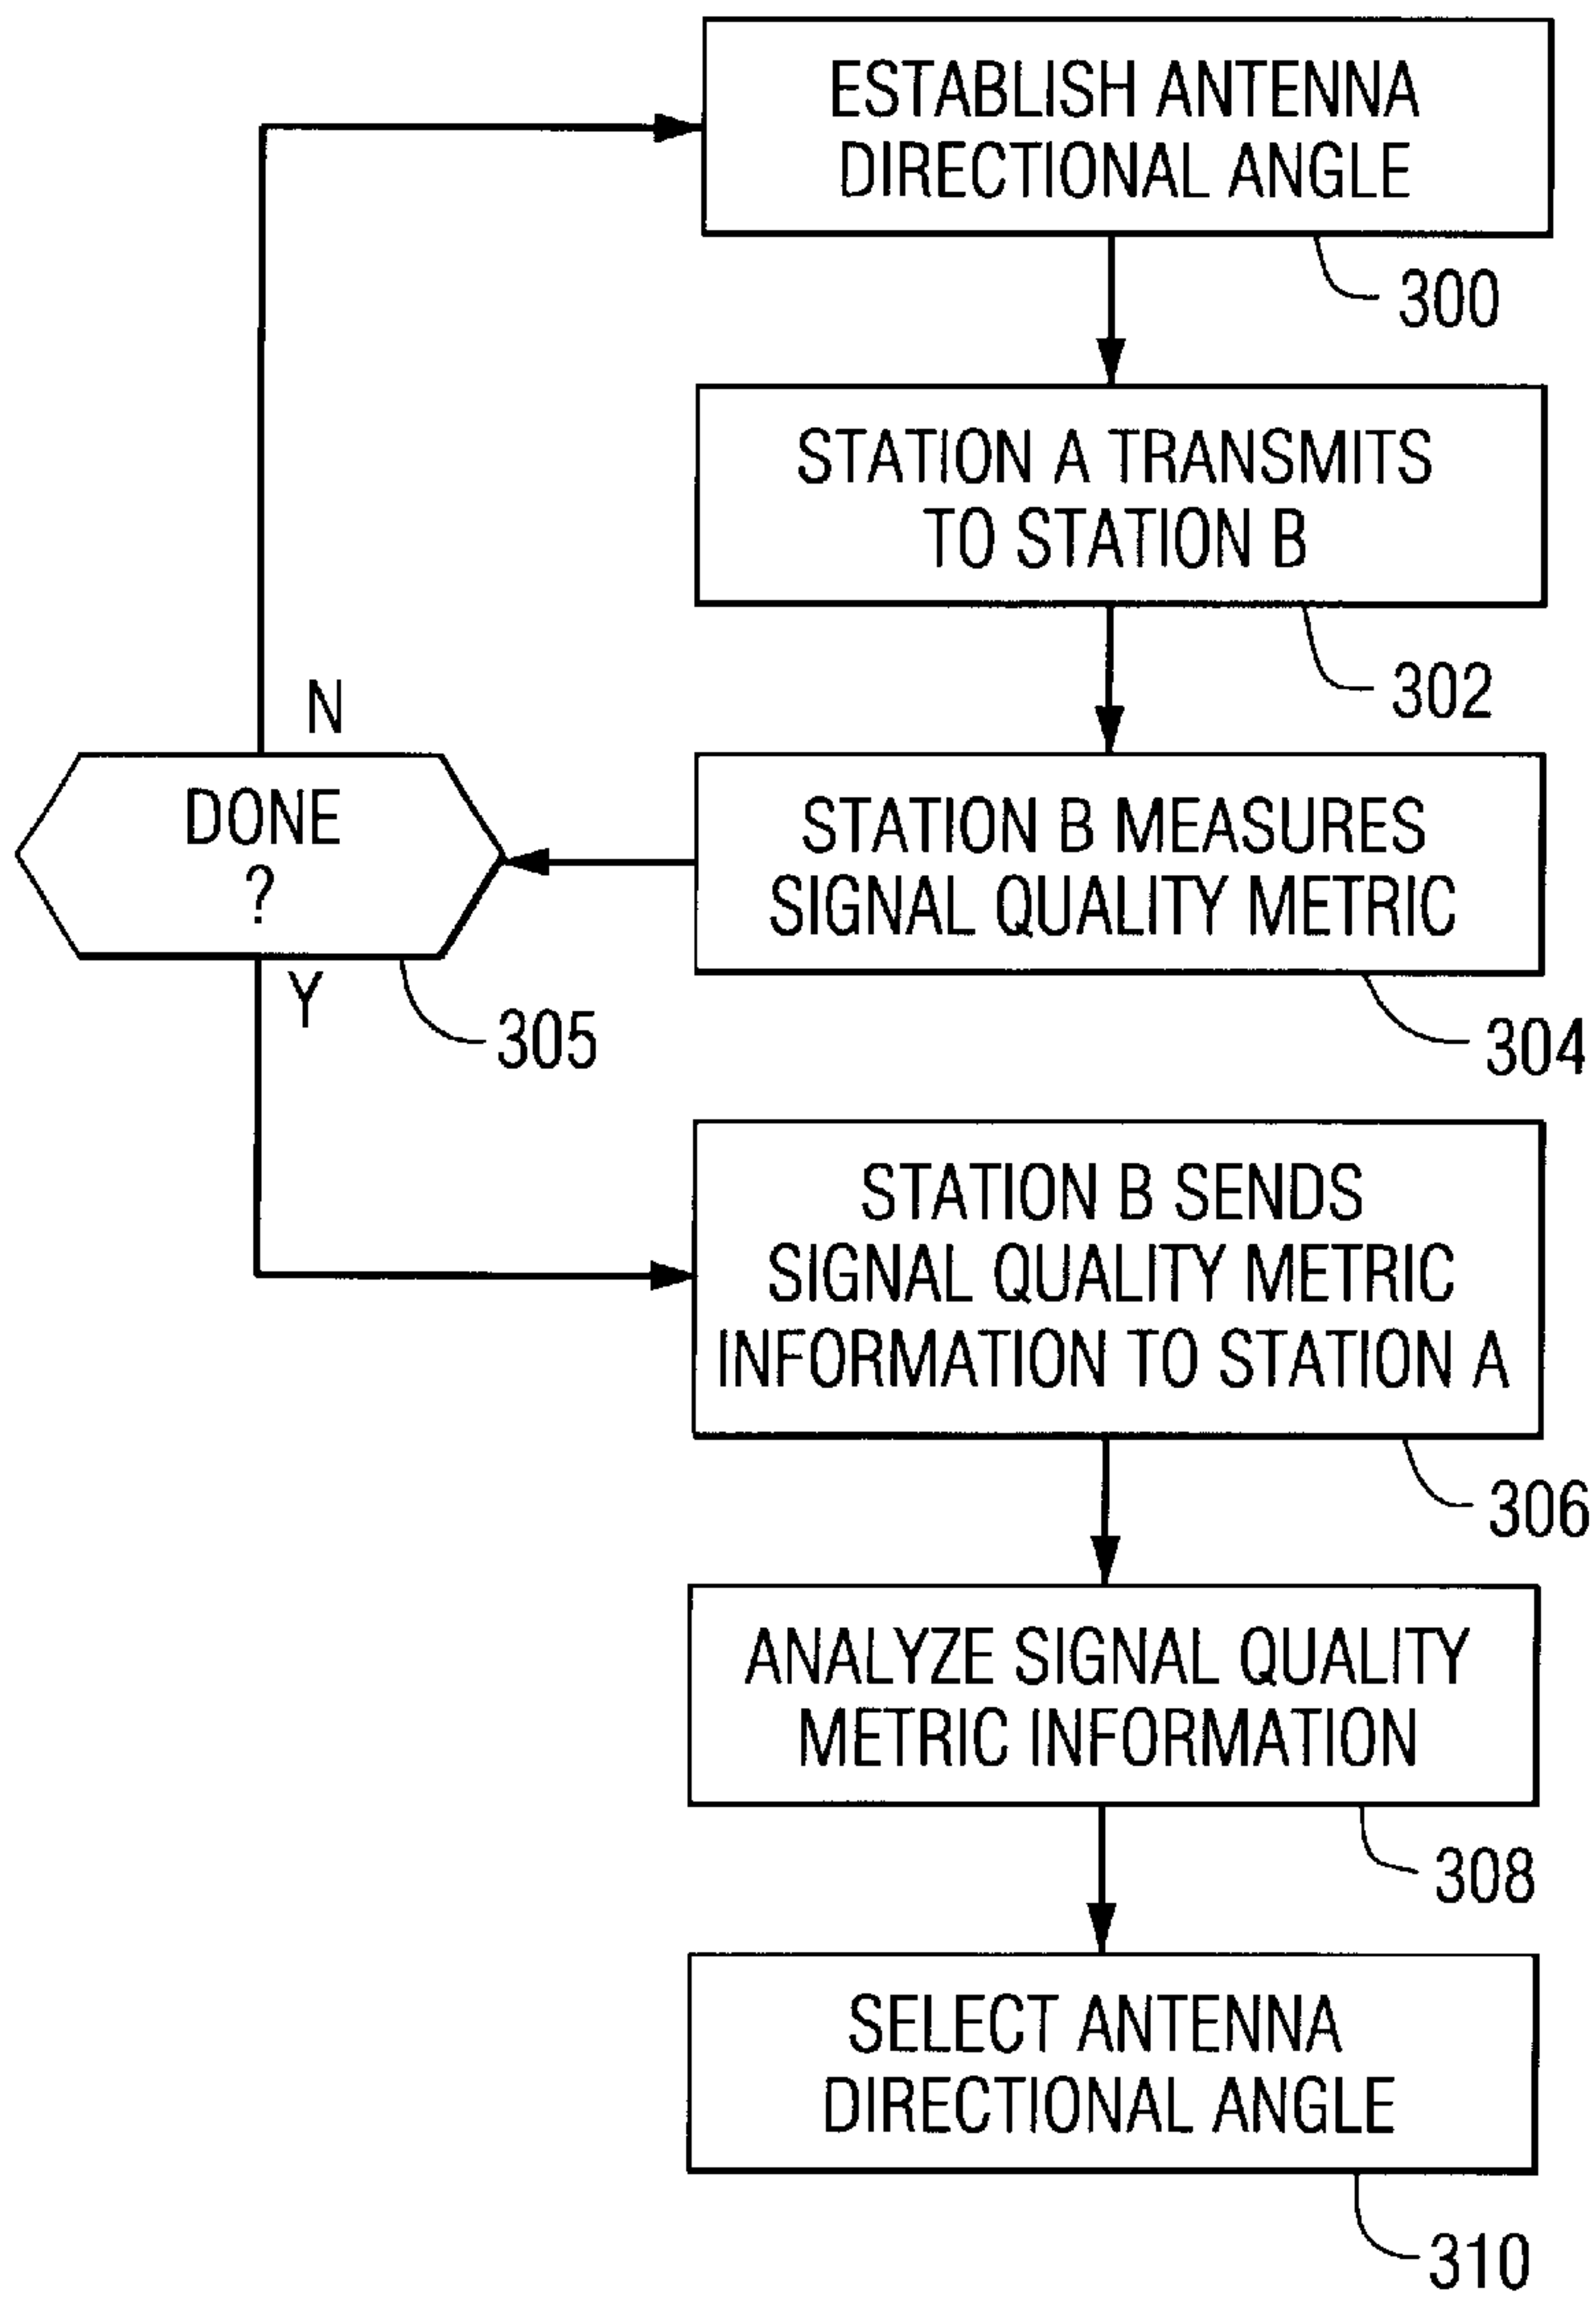 ESTABLISH ANTENNA
DIRECTIONAL ANGLE
300
STATION A TRANSMITS
TO STATION B
302
N
DONE
?
Y
305
STATION B MEASURES
SIGNAL QUALITY METRIC
304
STATION B SENDS
SIGNAL QUALITY METRIC
INFORMATION TO STATION A
306
ANALYZE SIGNAL QUALITY
METRIC INFORMATION
308
SELECT ANTENNA
DIRECTIONAL ANGLE
310